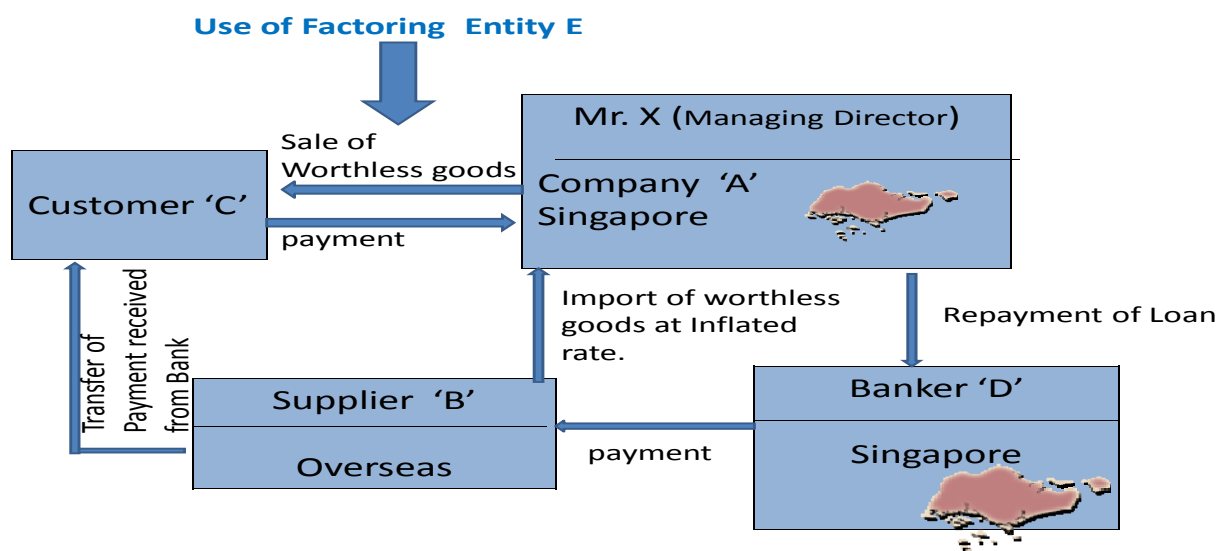 Use of Factoring Entity E
Mr. X (Managing Director)
Sale of
Worthless goods
Company ‘A’
Singapore
Customer ‘C’
payment
Transfer of
Payment received
from Bank
Import of worthless
goods at Inflated
rate.
Repayment of Loan
Supplier ‘B’
Overseas
payment
Banker ‘D’
Singapore